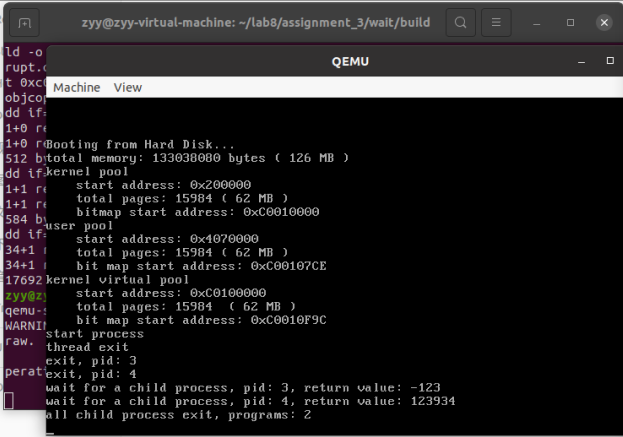 zyy@zyy-virtual-machine: ~/lab8/assignment_3/wait/build
ld -o
rupt.o
t 0xc0
objcop
dd if=
1+0 re
1+0 re
512 by
dd if=
1+1 re
1+1 re
584 by
dd if=
34+1 r
34+1 r
17692
zyy@zy
qemu-s
WARNIN
raw.
perat
QEMU
Machine View
Booting from Hard Disk...
total memory: 133038080 bytes ( 126 MB )
kernel pool
    start address: 0x200000
    total pages: 15984 ( 62 MB )
    bitmap start address: 0xC0010000
user pool
    start address: 0x4070000
    total pages: 15984 ( 62 MB )
    bit map start address: 0xC00107CE
kernel virtual pool
    start address: 0xC0100000
    total pages: 15984  ( 62 MB )
    bit map start address: 0xC0010F9C
start process
thread exit
exit, pid: 3
exit, pid: 4
wait for a child process, pid: 3, return value: -123
wait for a child process, pid: 4, return value: 123934
all child process exit, programs: 2